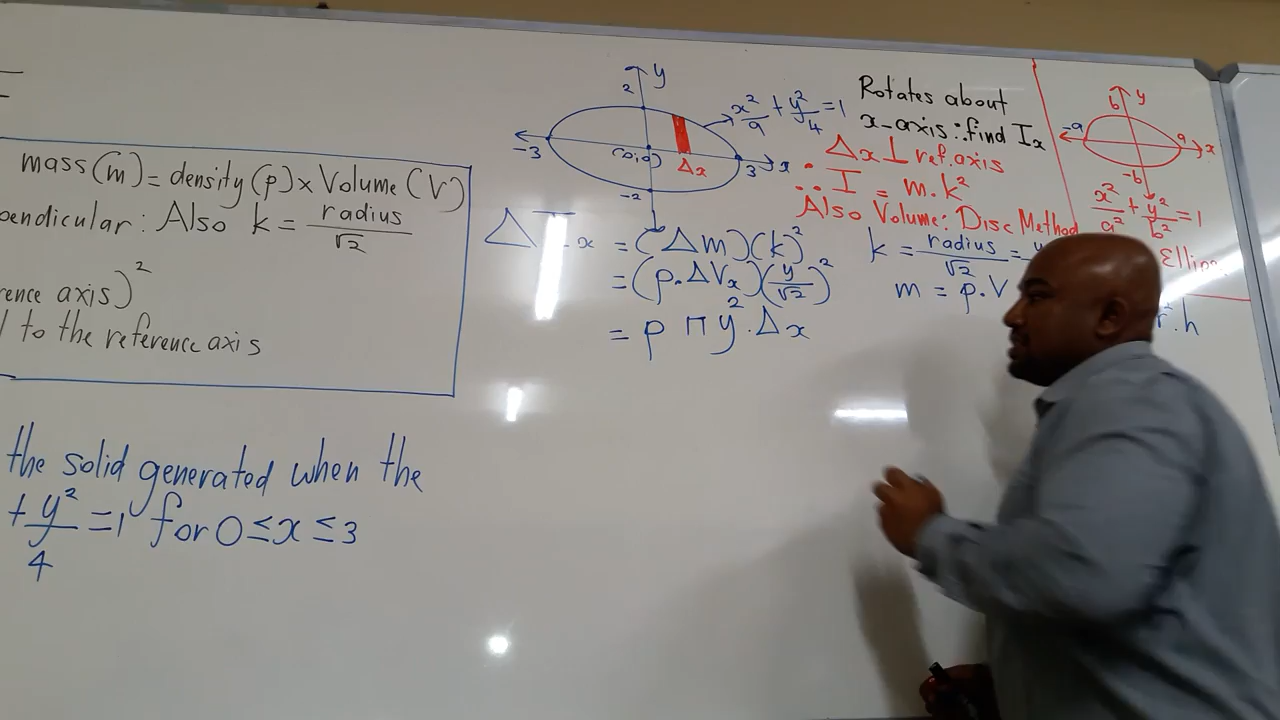 mass(m) = density(ρ) × Volume(V)
pendicular: Also k = radius/√2
rence axis)²
l to the reference axis
the solid generated when the
+ y²/4 = 1 for 0 ≤ x ≤ 3
y
2
-3
(0,0)
Δx
3
x
-2
x²/9 + y²/4 = 1
Rotates about
x-axis ∴ find Ix
• Δx ⊥ ref. axis
∴ I = m.k²
Also Volume: Disc Method
ΔIx = (Δm)(k)²
= (ρ.ΔVx)(y/√2)²
= ρ π y².Δx
k = radius/√2 = y
m = ρ.V
r².h
y
b
-a
a
x
-b
x²/a² + y²/b² = 1